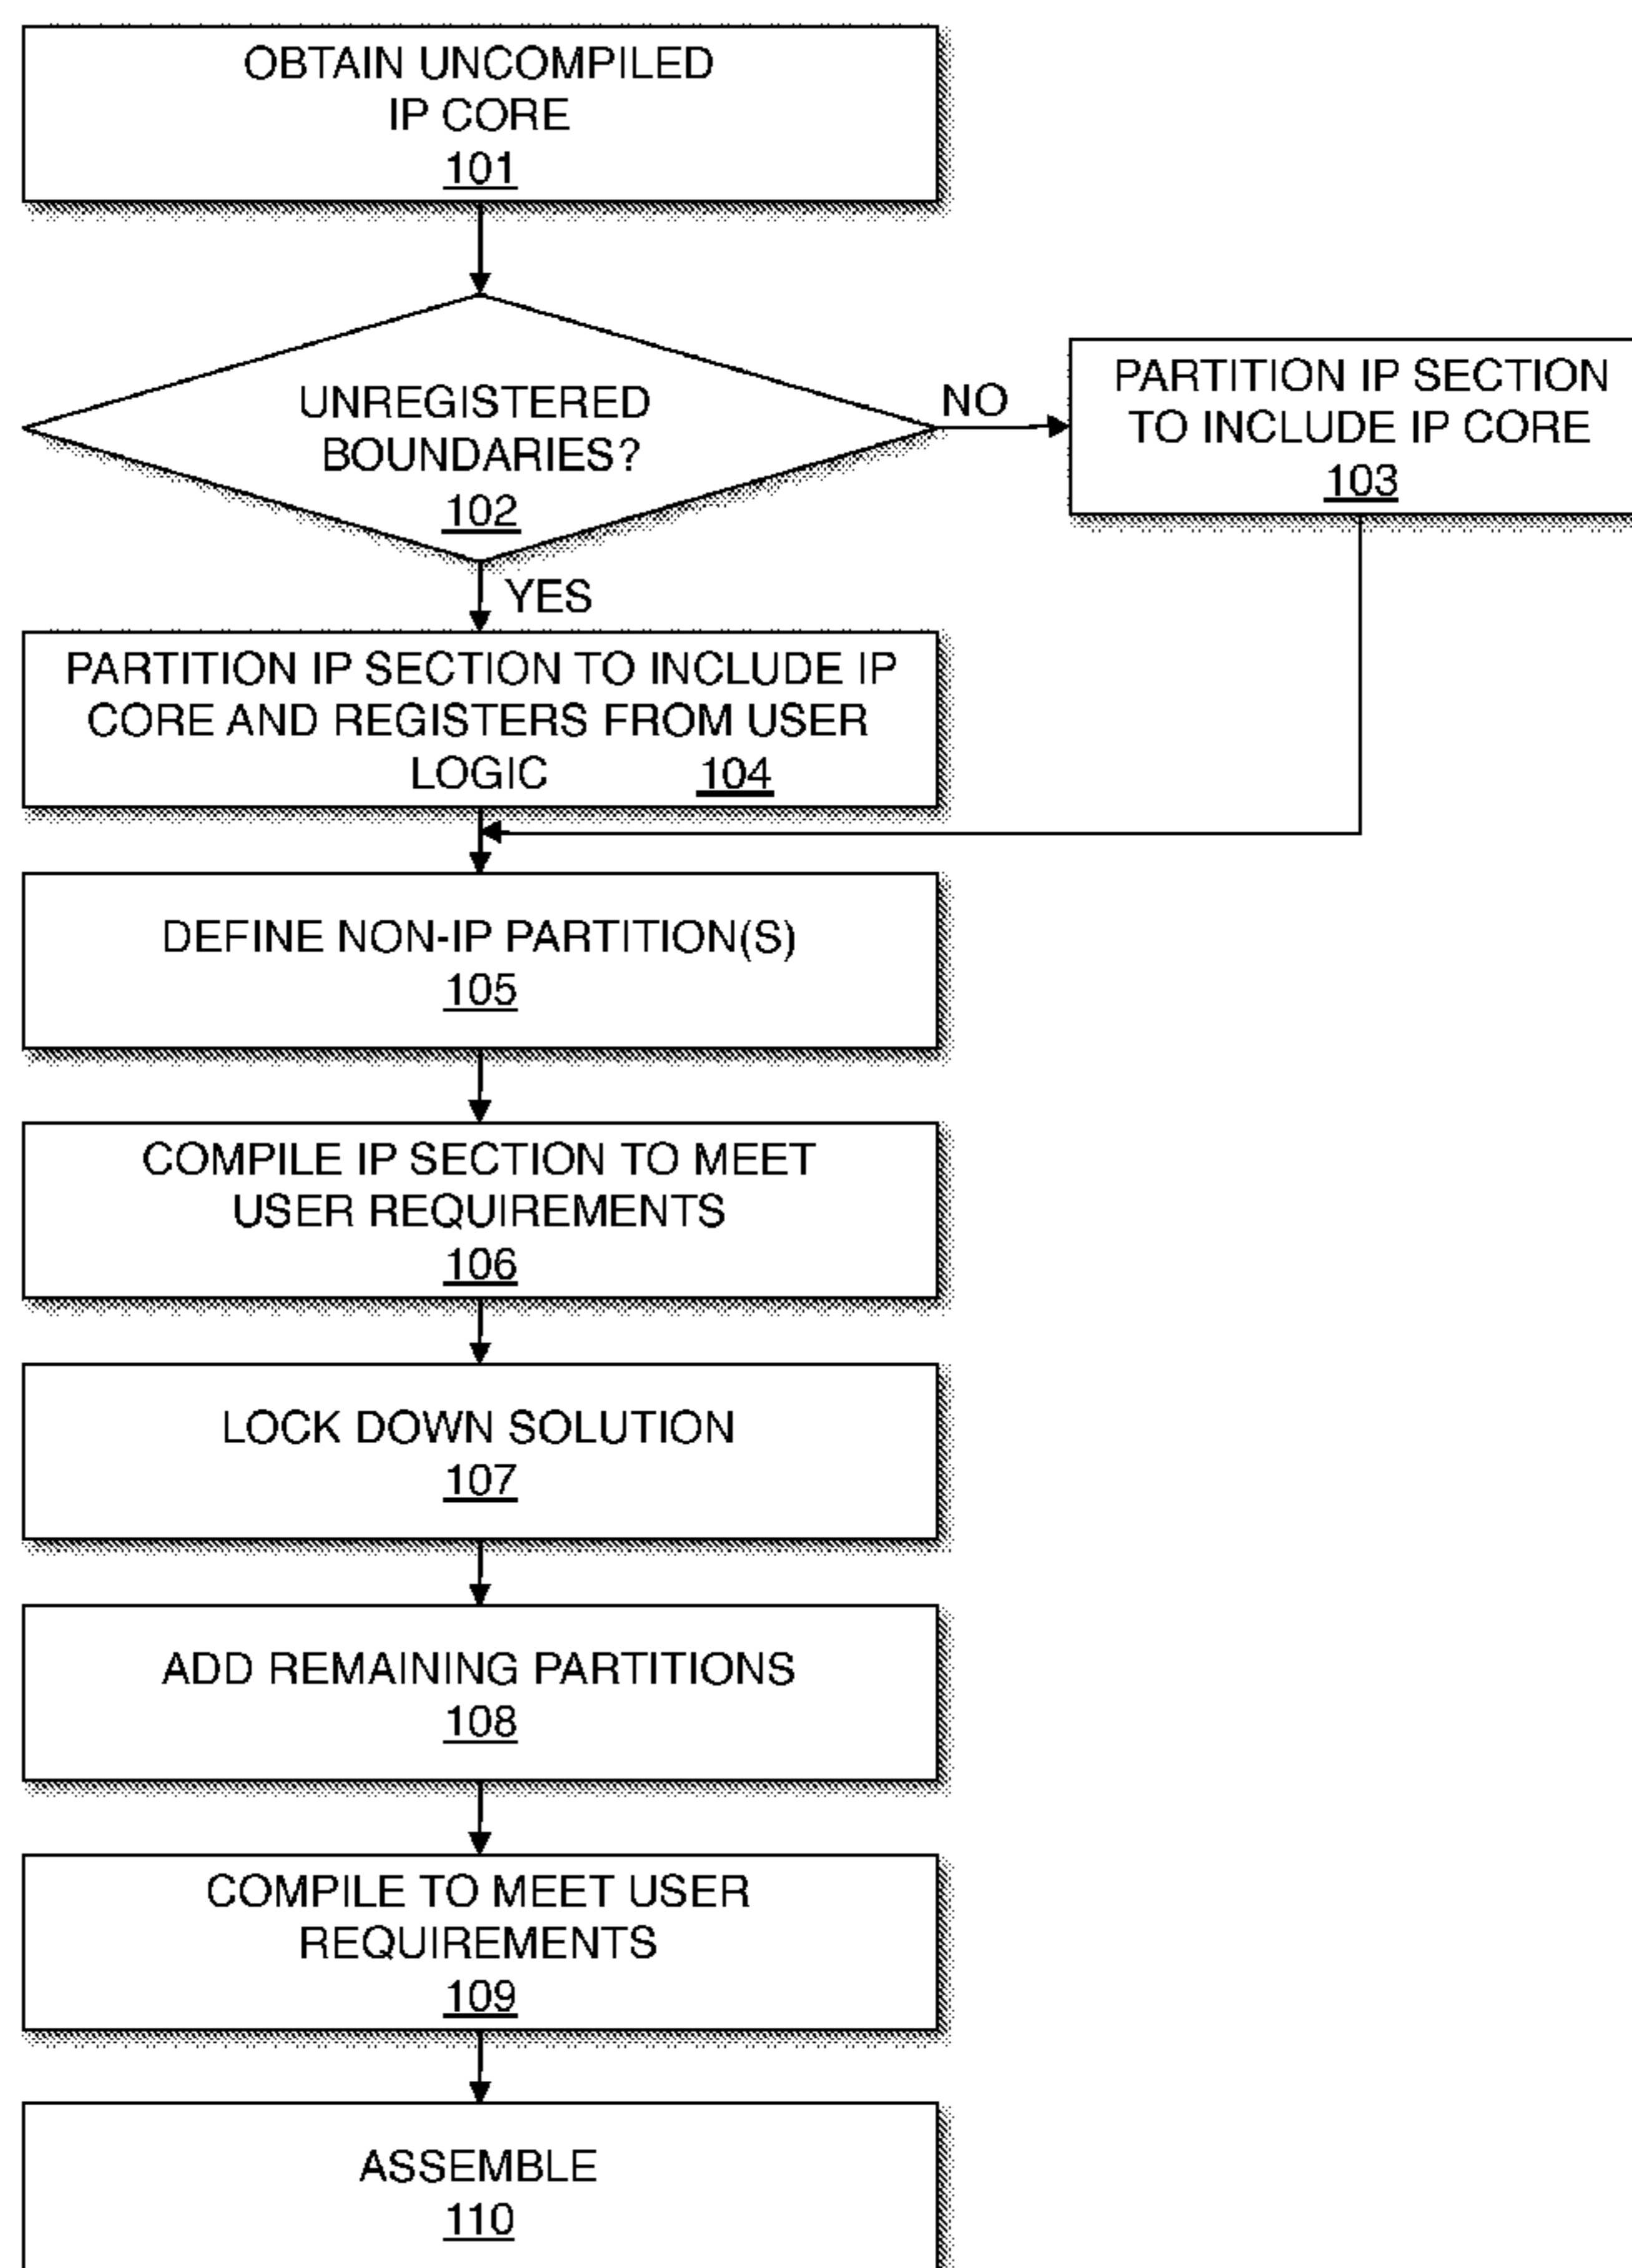 OBTAIN UNCOMPILED
IP CORE
101
UNREGISTERED
BOUNDARIES?
102
NO
PARTITION IP SECTION
TO INCLUDE IP CORE
103
YES
PARTITION IP SECTION TO INCLUDE IP
CORE AND REGISTERS FROM USER
LOGIC 104
DEFINE NON-IP PARTITION(S)
105
COMPILE IP SECTION TO MEET
USER REQUIREMENTS
106
LOCK DOWN SOLUTION
107
ADD REMAINING PARTITIONS
108
COMPILE TO MEET USER
REQUIREMENTS
109
ASSEMBLE
110